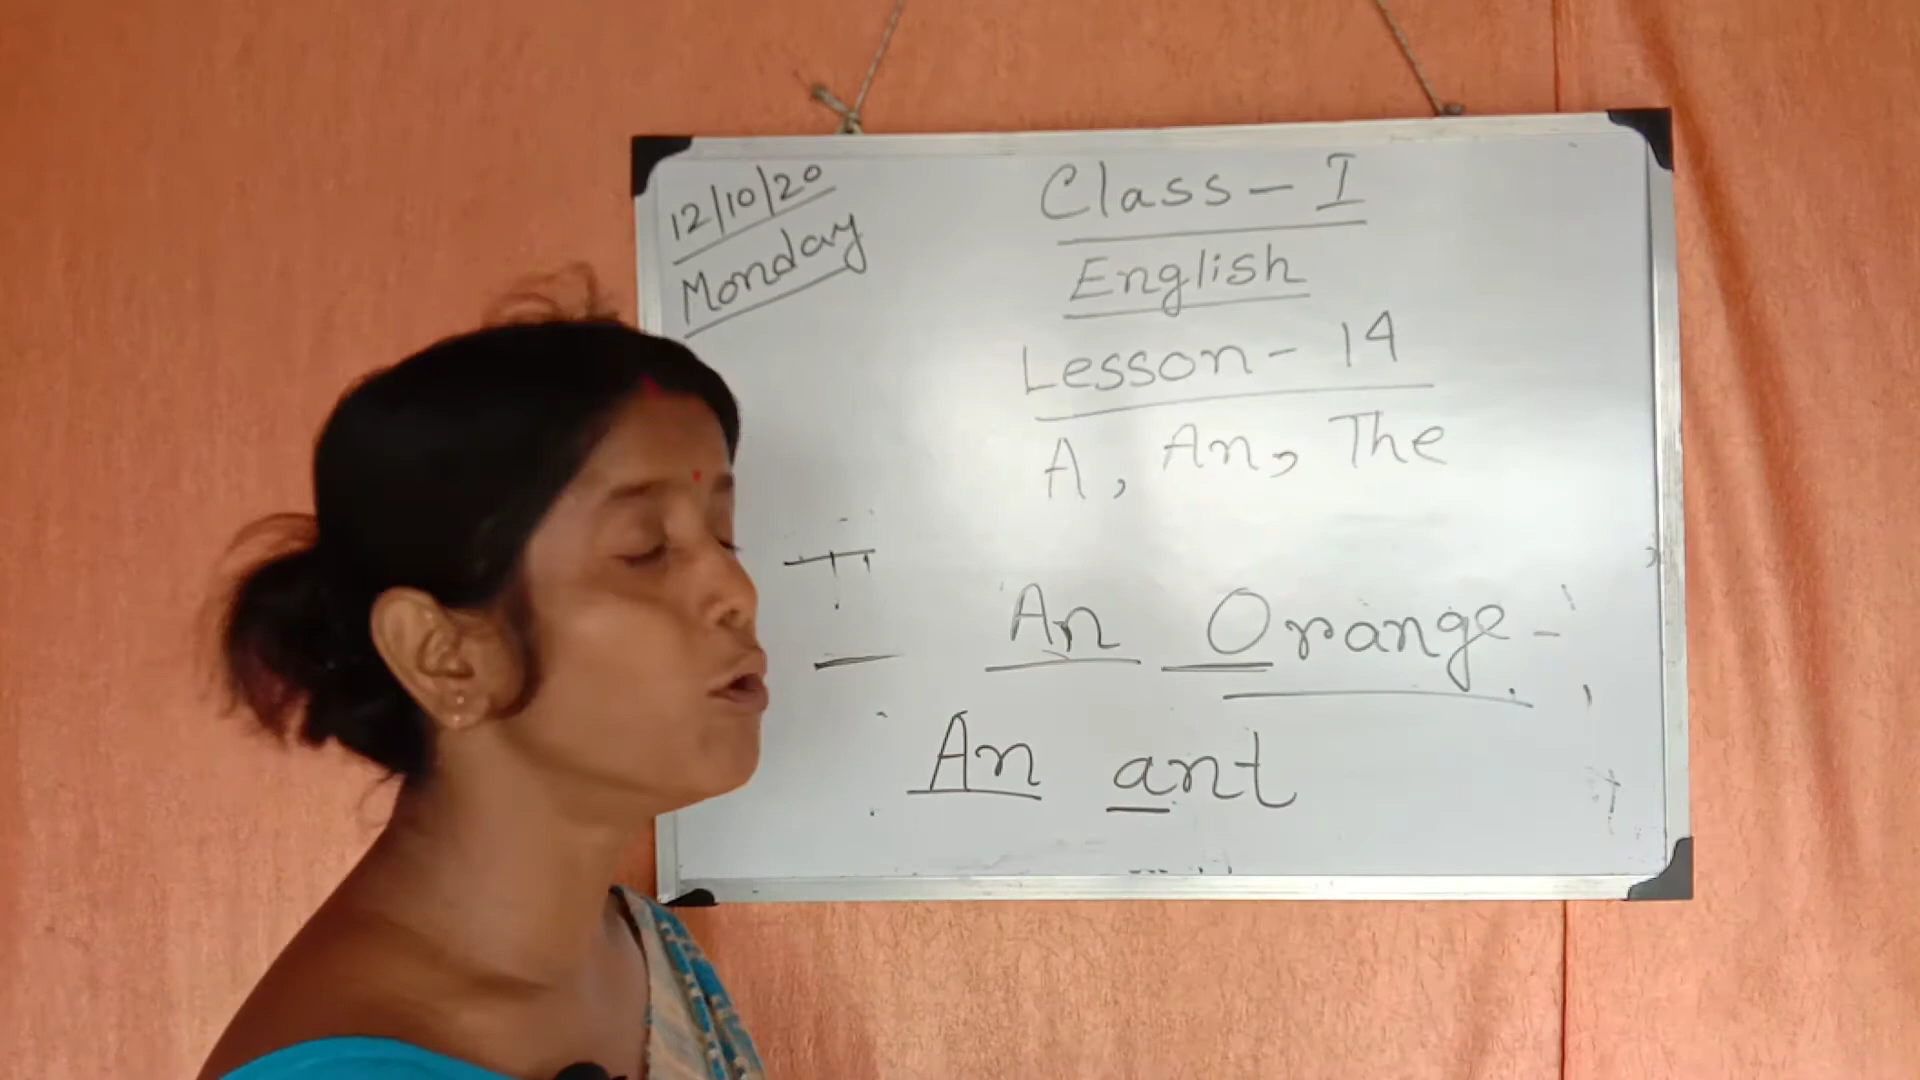 12/10/20
Monday
Class - I
English
Lesson - 14
A, An, The
An Orange -
An ant